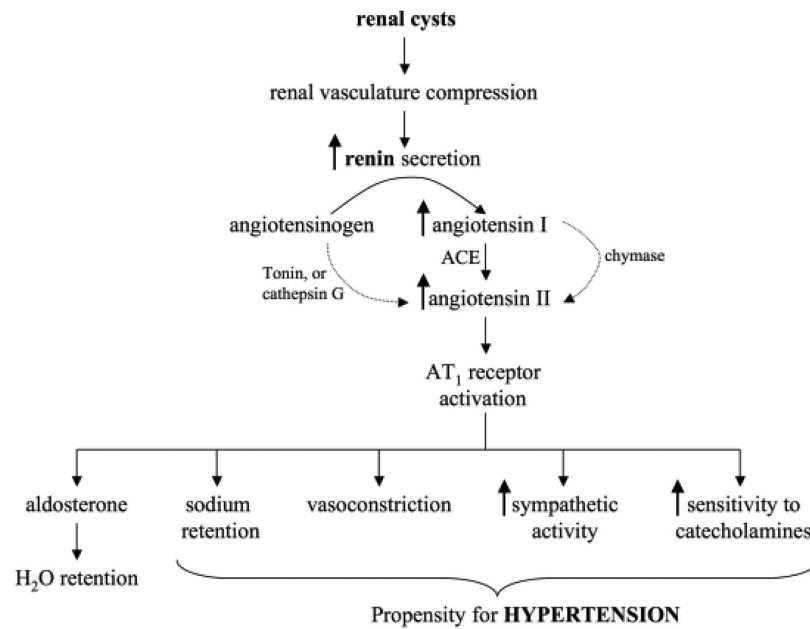 renal cysts
renal vasculature compression
renin secretion
angiotensinogen
angiotensin I
ACE
chymase
Tonin, or
cathepsin G
angiotensin II
AT₁ receptor
activation
aldosterone
sodium
retention
vasoconstriction
sympathetic
activity
sensitivity to
catecholamines
H₂O retention
Propensity for HYPERTENSION